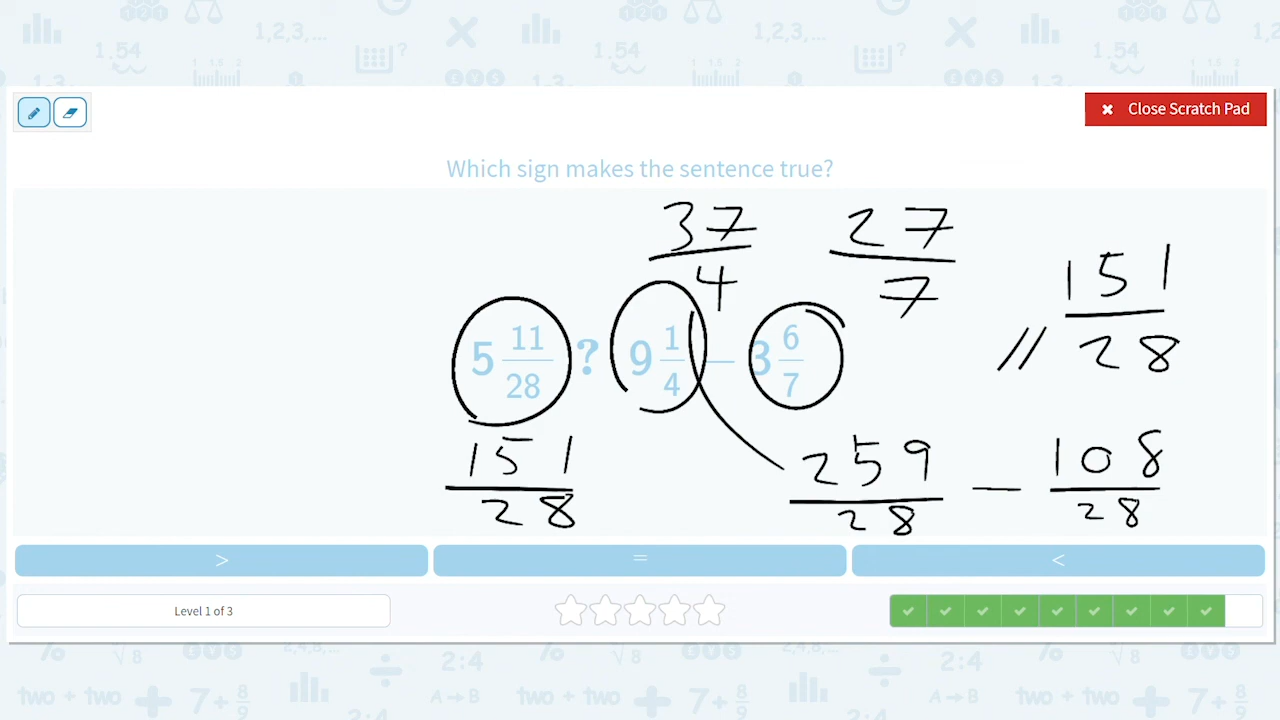 ✖ Close Scratch Pad
Which sign makes the sentence true?
37/4 27/7
151/28
5 11/28 ? 9 1/4 — 3 6/7
// 151/28
259/28 — 108/28
> = <
Level 1 of 3